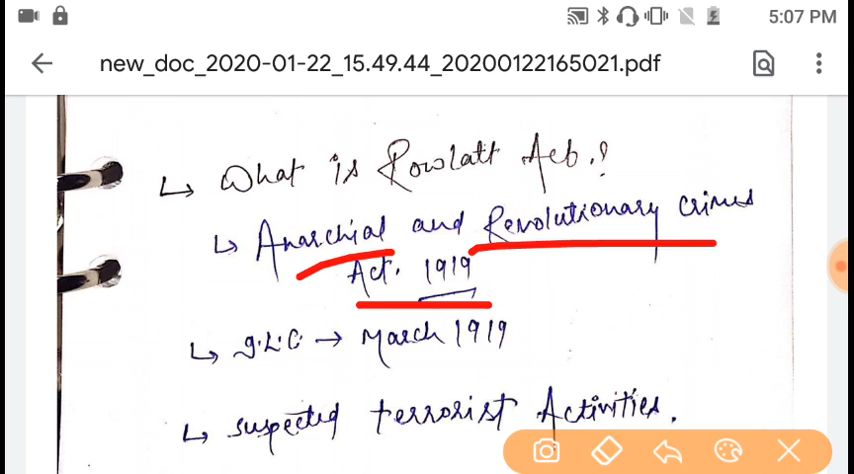 5:07 PM
new_doc_2020-01-22_15.49.44_20200122165021.pdf
↳ What is Rowlatt Act.?
↳ Anarchial and Revolutionary crimes
Act. 1919
↳ I.L.C. → March 1919
↳ suspected terrorist Activities.